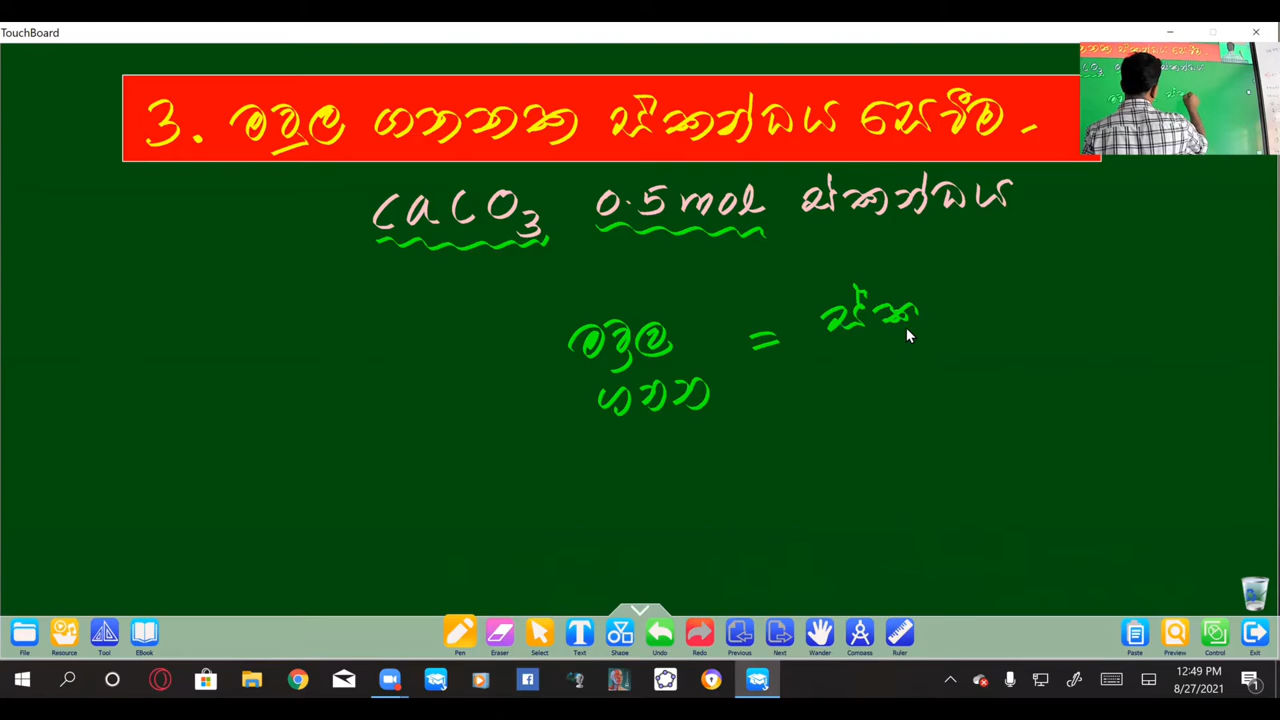 TouchBoard
3. මවුල ගනනක ස්කන්ධය සෙවීම.
CaCO3 0.5 mol ස්කන්ධය
මවුල = ස්ක
ගනන
File Resource Tool EBook Pen Eraser Select Text Shape Undo Redo Previous Next Wander Compass Ruler Paste Preview Control Exit
12:49 PM
8/27/2021